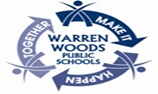 TOGETHER
MAKE IT
HAPPEN
WARREN
WOODS
PUBLIC
SCHOOLS